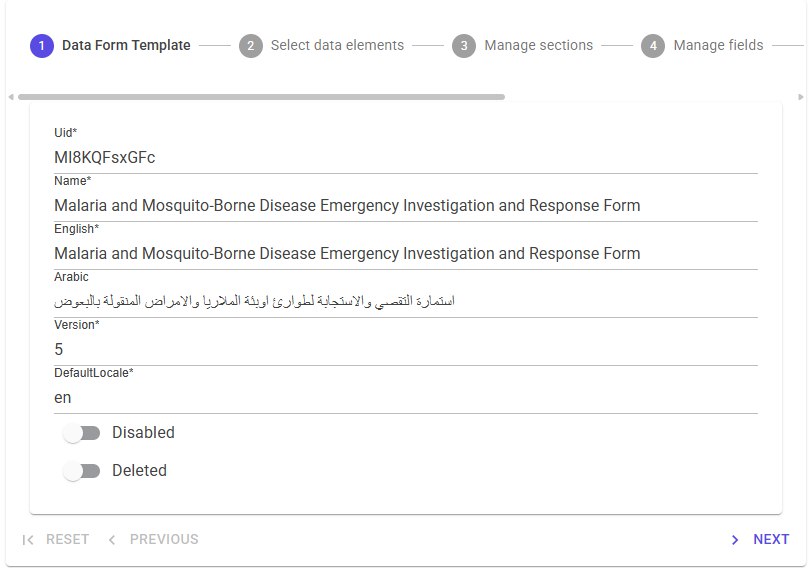 1 Data Form Template 2 Select data elements 3 Manage sections 4 Manage fields
Uid*
MI8KQFsxGFc
Name*
Malaria and Mosquito-Borne Disease Emergency Investigation and Response Form
English*
Malaria and Mosquito-Borne Disease Emergency Investigation and Response Form
Arabic
استمارة التقصي والاستجابة لطوارئ اوبئة الملاريا والامراض المنقولة بالبعوض
Version*
5
DefaultLocale*
en
Disabled
Deleted
RESET PREVIOUS NEXT